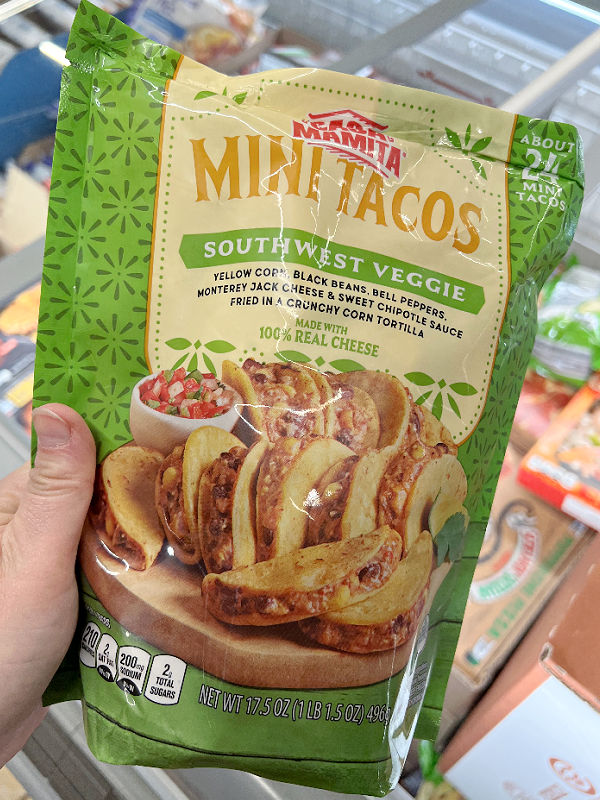 CASA
MAMITA
MINI TACOS
ABOUT
24
MINI
TACOS
SOUTHWEST VEGGIE
YELLOW CORN, BLACK BEANS, BELL PEPPERS,
MONTEREY JACK CHEESE & SWEET CHIPOTLE SAUCE
FRIED IN A CRUNCHY CORN TORTILLA
MADE WITH
100% REAL CHEESE
210
2g
SAT FAT
200mg
SODIUM
2g
TOTAL
SUGARS
NET WT 17.5 OZ (1 LB 1.5 OZ) 496g